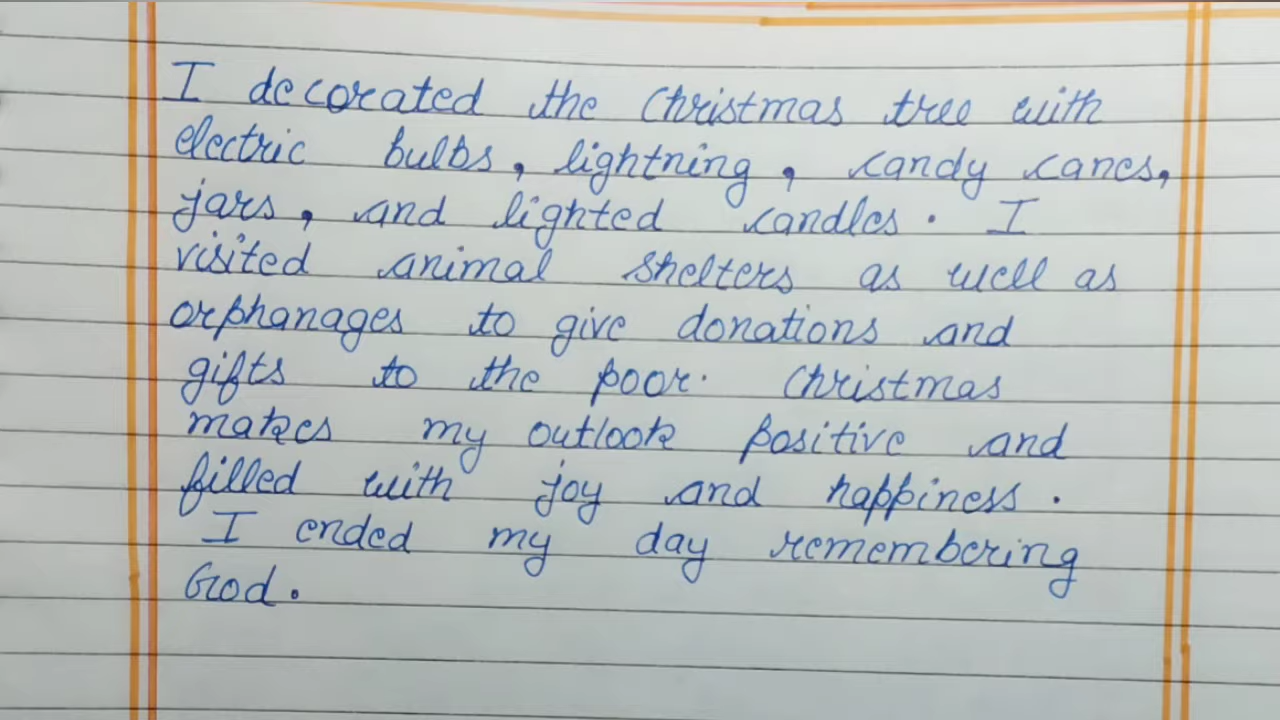 I decorated the Christmas tree with
electric bulbs, lightning, candy canes,
jars, and lighted candles. I
visited animal shelters as well as
orphanages to give donations and
gifts to the poor. Christmas
makes my outlook positive and
filled with joy and happiness.
I ended my day remembering
God.